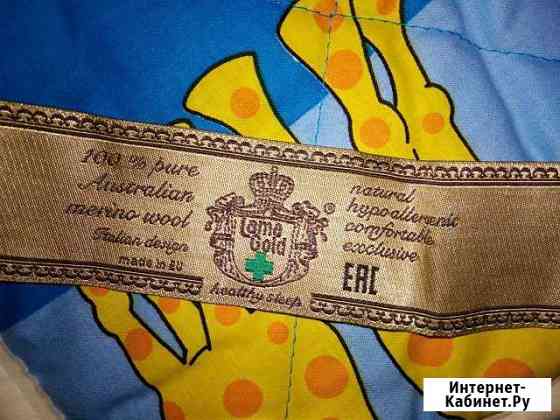 100 % pure
Australian
merino wool
Italian design
made in EU
Lama
Gold
®
healthy sleep
natural
hypoallergenic
comfortable
exclusive
EAC
Интернет-
Кабинет.Ру